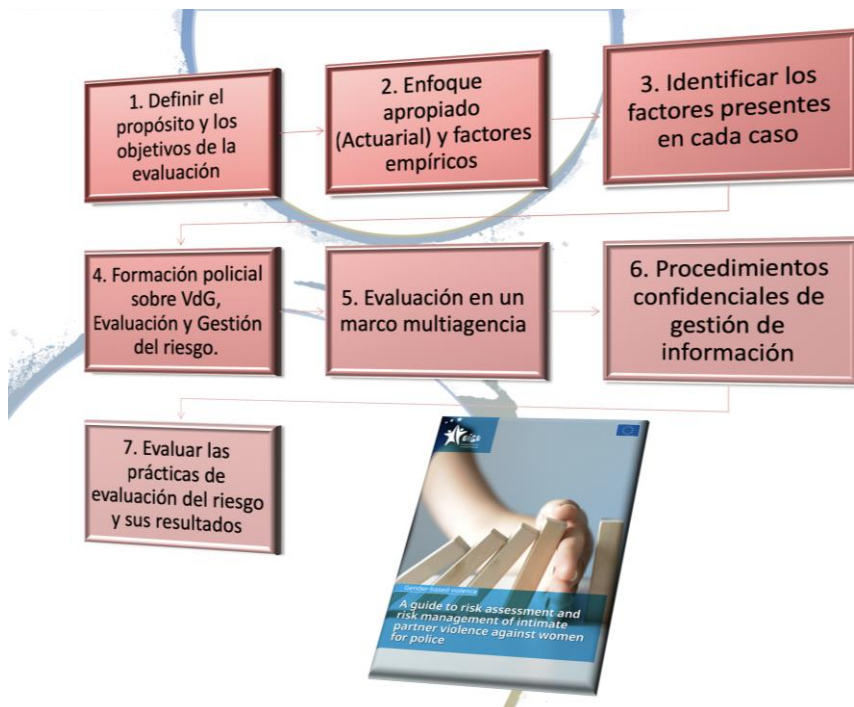 1. Definir el
propósito y los
objetivos de la
evaluación
2. Enfoque
apropiado
(Actuarial) y factores
empíricos
3. Identificar los
factores presentes
en cada caso
4. Formación policial
sobre VdG,
Evaluación y Gestión
del riesgo.
5. Evaluación en un
marco multiagencia
6. Procedimientos
confidenciales de
gestión de
información
7. Evaluar las
prácticas de
evaluación del riesgo
y sus resultados
Gender-based violence
A guide to risk assessment and
risk management of intimate
partner violence against women
for police